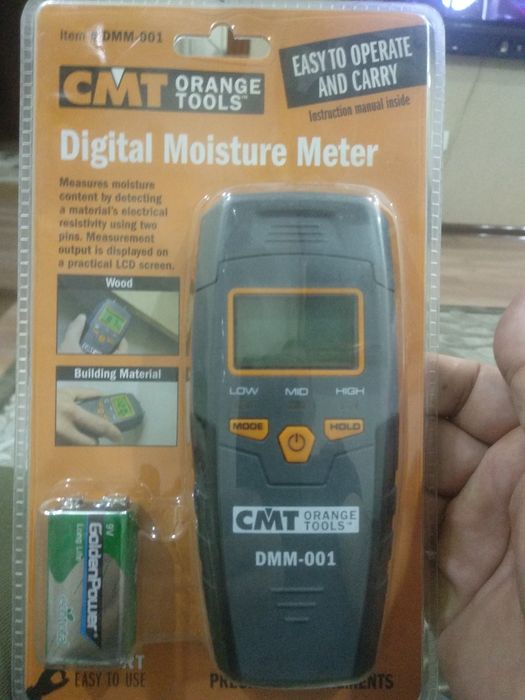 Item # DMM-001
EASY TO OPERATE
AND CARRY
Instruction manual inside
CMT ORANGE
TOOLS™
Digital Moisture Meter
Measures moisture
content by detecting
a material's electrical
resistivity using two
pins. Measurement
output is displayed on
a practical LCD screen.
Wood
Building Material
LOW MID HIGH
MODE HOLD
CMT ORANGE
TOOLS™
DMM-001
9V
Long Life
GoldenPower
EASY TO USE